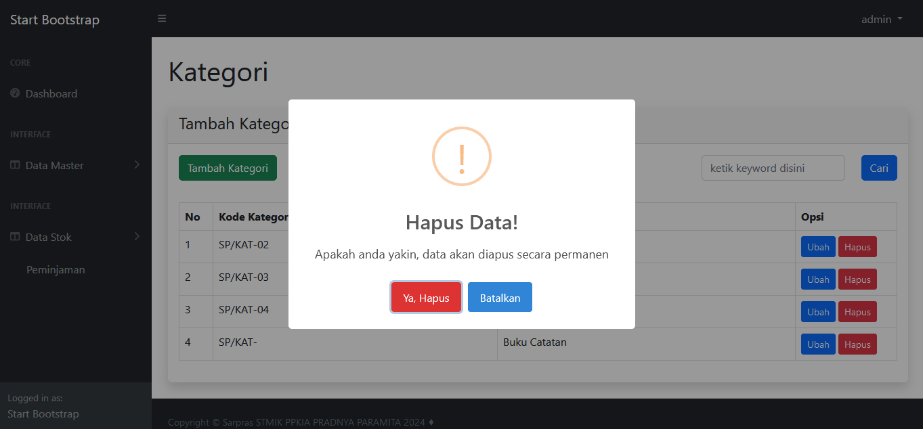 Start Bootstrap
admin
CORE
Dashboard
INTERFACE
Data Master
INTERFACE
Data Stok
Peminjaman
Logged in as:
Start Bootstrap
Kategori
Tambah Katego
Tambah Kategori
ketik keyword disini
Cari
No Kode Kategor Opsi
1 SP/KAT-02 Ubah Hapus
2 SP/KAT-03 Ubah Hapus
3 SP/KAT-04 Ubah Hapus
4 SP/KAT- Buku Catatan Ubah Hapus
!
Hapus Data!
Apakah anda yakin, data akan diapus secara permanen
Ya, Hapus
Batalkan
Copyright © Sarpras STMIK PPKIA PRADNYA PARAMITA 2024 ♦